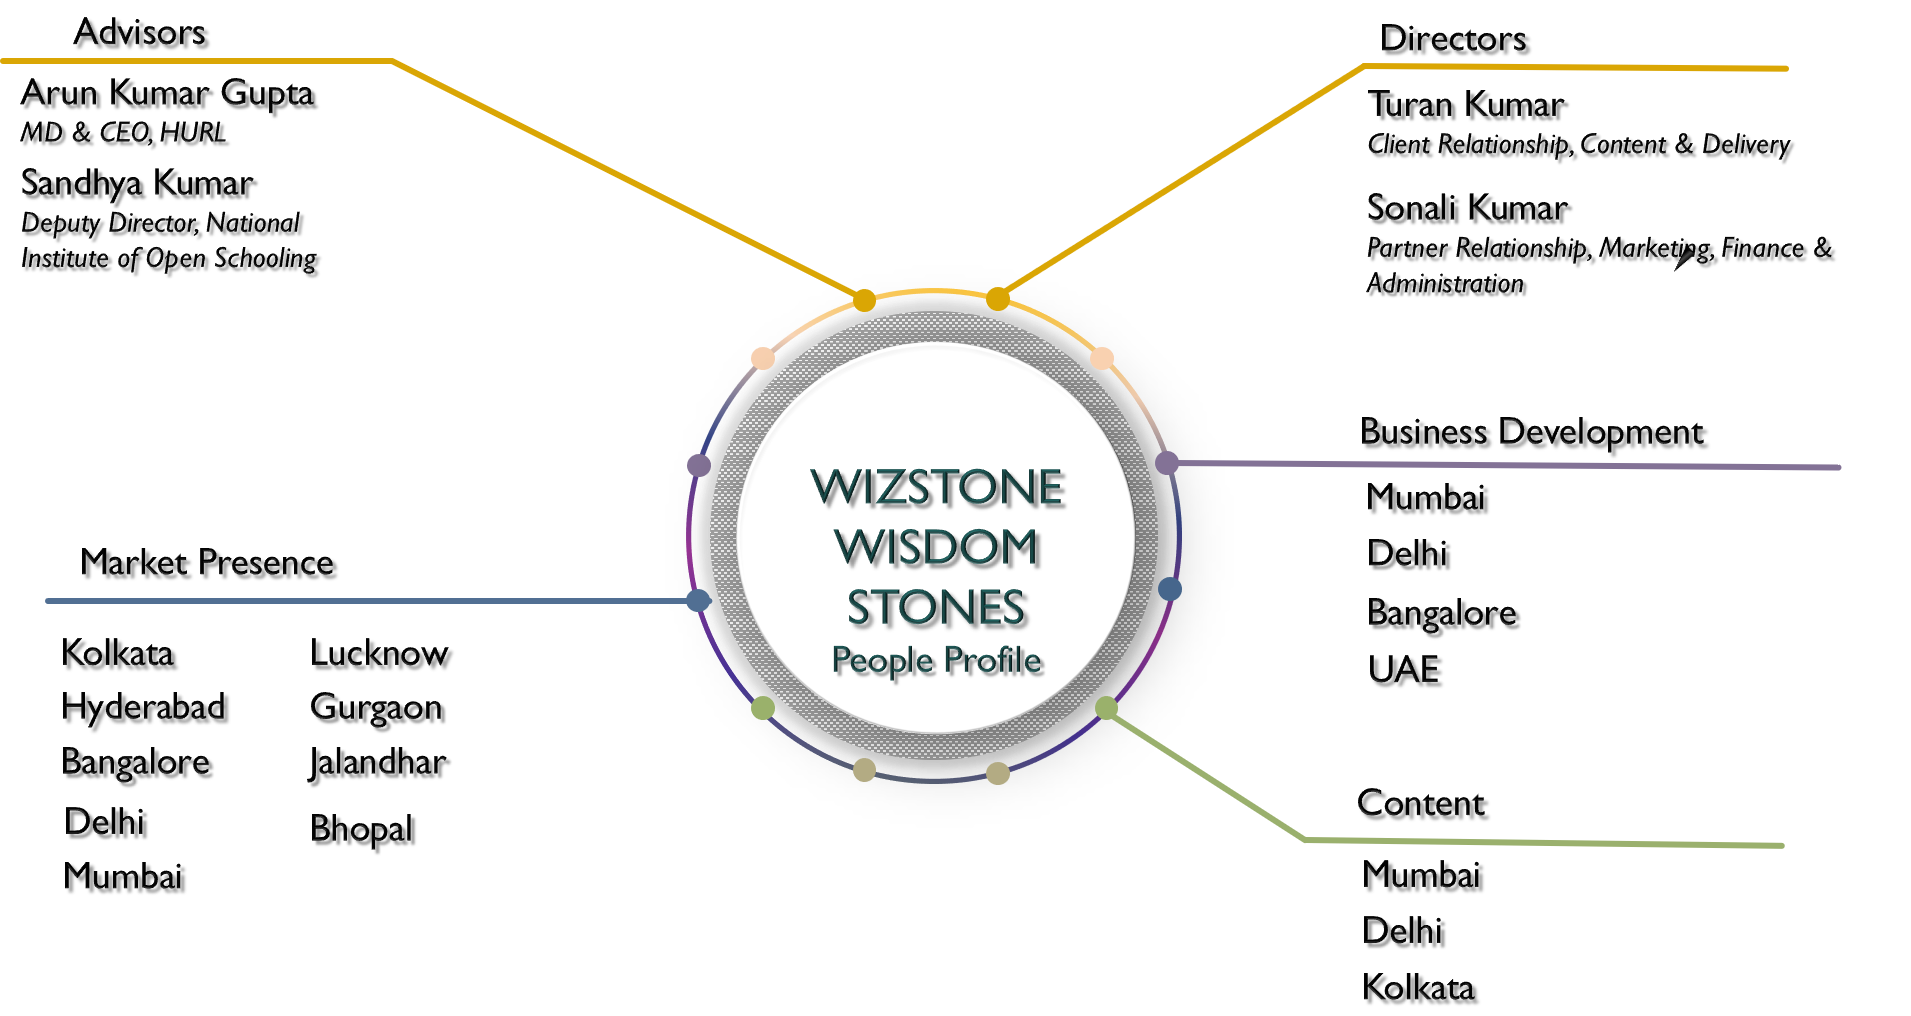 Advisors
Arun Kumar Gupta
MD & CEO, HURL
Sandhya Kumar
Deputy Director, National
Institute of Open Schooling
Directors
Turan Kumar
Client Relationship, Content & Delivery
Sonali Kumar
Partner Relationship, Marketing, Finance &
Administration
WIZSTONE
WISDOM
STONES
People Profile
Business Development
Mumbai
Delhi
Bangalore
UAE
Market Presence
Kolkata
Hyderabad
Bangalore
Delhi
Mumbai
Lucknow
Gurgaon
Jalandhar
Bhopal
Content
Mumbai
Delhi
Kolkata